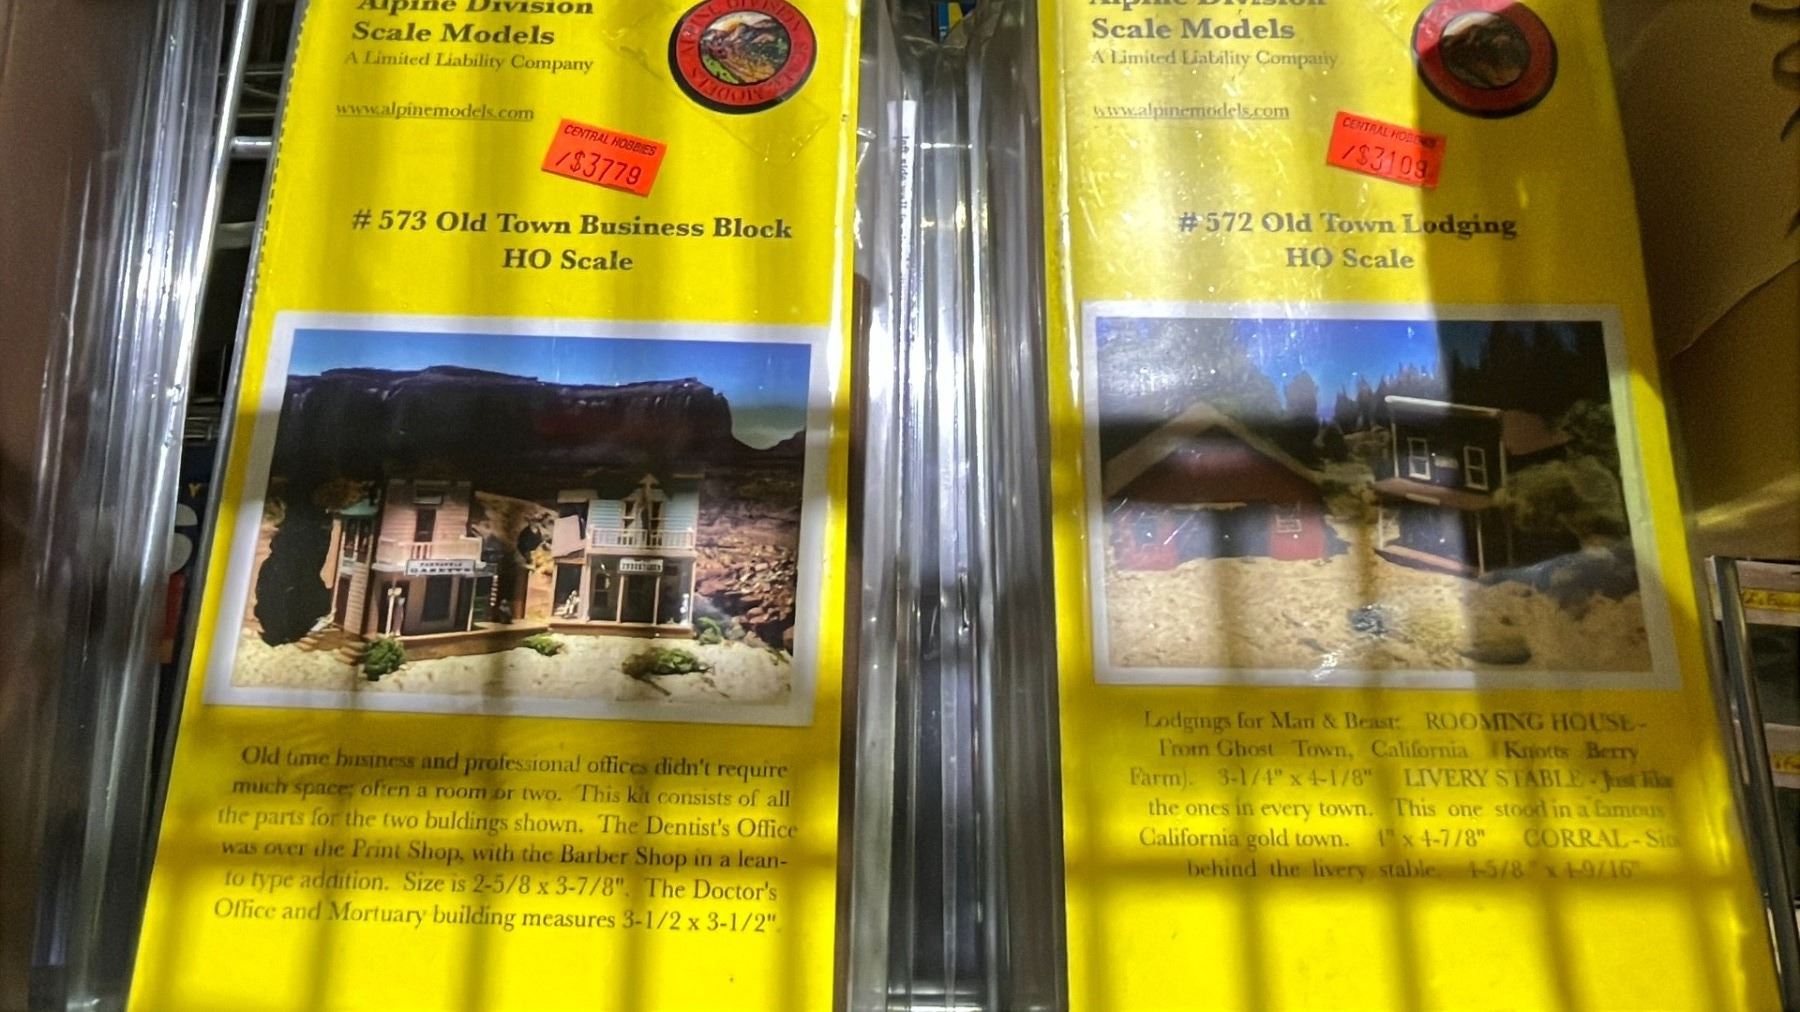 Alpine Division
Scale Models
A Limited Liability Company
www.alpinemodels.com
CENTRAL HOBBIES
/$3779
# 573 Old Town Business Block
HO Scale
GAZETTE
Old time business and professional offices didn't require
much space; often a room or two. This kit consists of all
the parts for the two buldings shown. The Dentist's Office
was over the Print Shop, with the Barber Shop in a lean-
to type addition. Size is 2-5/8 x 3-7/8". The Doctor's
Office and Mortuary building measures 3-1/2 x 3-1/2".
Alpine Division
Scale Models
A Limited Liability Company
www.alpinemodels.com
CENTRAL HOBBIES
/$3109
# 572 Old Town Lodging
HO Scale
Lodgings for Man & Beast: ROOMING HOUSE -
From Ghost Town, California (Knotts Berry
Farm). 3-1/4" x 4-1/8" LIVERY STABLE - Just like
the ones in every town. This one stood in a famous
California gold town. 4" x 4-7/8" CORRAL - Sits
behind the livery stable. 4-5/8" x 4-9/16"